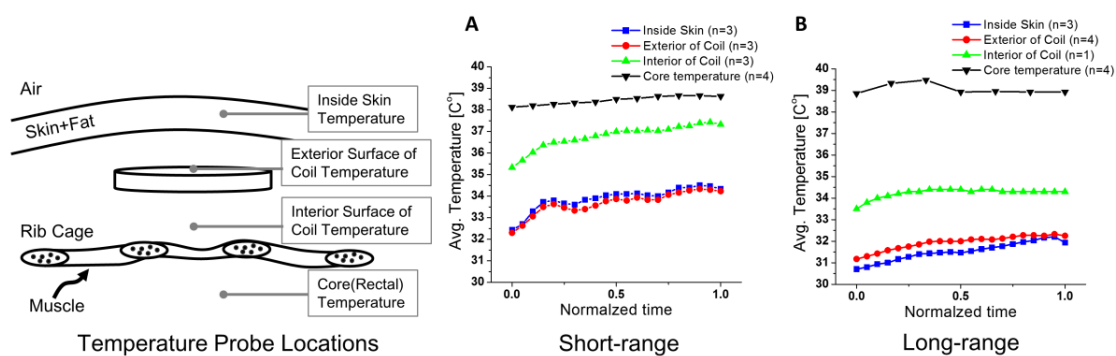 Air
Skin+Fat
Rib Cage
Muscle
Inside Skin
Temperature
Exterior Surface of
Coil Temperature
Interior Surface of
Coil Temperature
Core(Rectal)
Temperature
Temperature Probe Locations
A
Inside Skin (n=3)
Exterior of Coil (n=3)
Interior of Coil (n=3)
Core temperature (n=4)
Avg. Temperature [C°]
40
39
38
37
36
35
34
33
32
31
30
0.0
0.5
1.0
Normalzed time
Short-range
B
Inside Skin (n=3)
Exterior of Coil (n=4)
Interior of Coil (n=1)
Core temperature (n=4)
Avg. Temperature [C°]
40
39
38
37
36
35
34
33
32
31
30
0.0
0.5
1.0
Normalzed time
Long-range